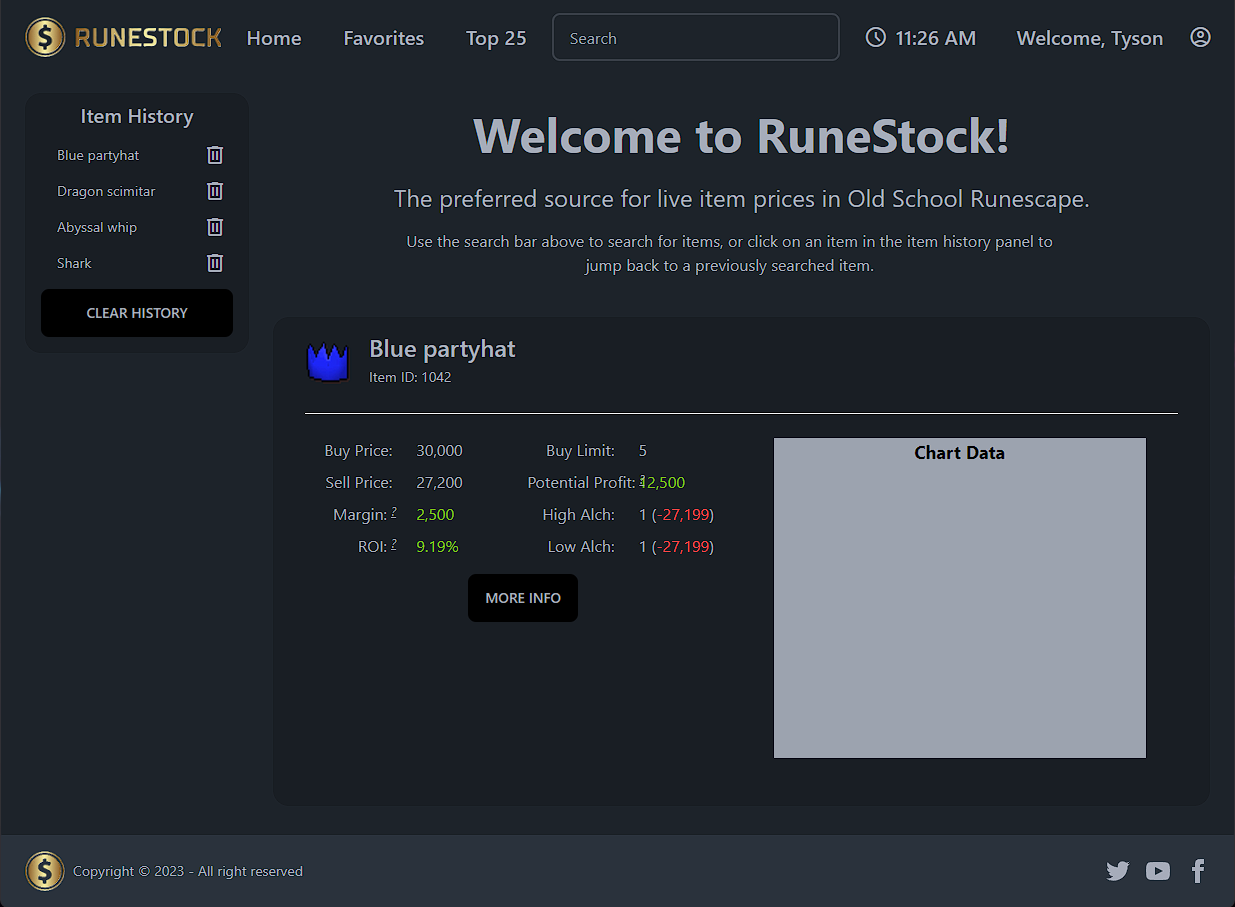 $ RUNESTOCK Home Favorites Top 25 Search 11:26 AM Welcome, Tyson
Item History
Blue partyhat
Dragon scimitar
Abyssal whip
Shark
CLEAR HISTORY
Welcome to RuneStock!
The preferred source for live item prices in Old School Runescape.
Use the search bar above to search for items, or click on an item in the item history panel to
jump back to a previously searched item.
Blue partyhat
Item ID: 1042
Buy Price: 30,000 Buy Limit: 5
Sell Price: 27,200 Potential Profit: ? 12,500
Margin: ? 2,500 High Alch: 1 (-27,199)
ROI: ? 9.19% Low Alch: 1 (-27,199)
MORE INFO
Chart Data
$ Copyright © 2023 - All right reserved